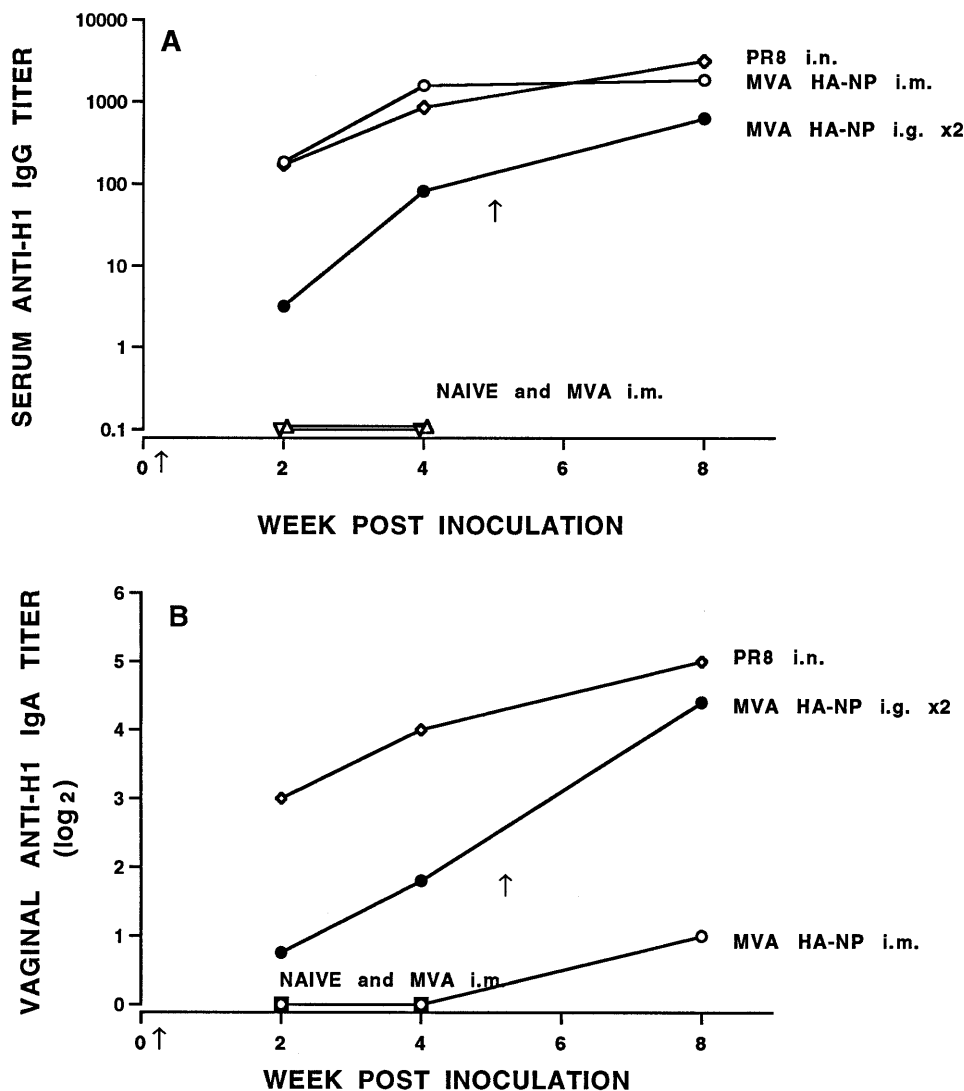 A
SERUM ANTI-H1 IgG TITER
10000
1000
100
10
1
0.1
PR8 i.n.
MVA HA-NP i.m.
MVA HA-NP i.g. x2
↑
NAIVE and MVA i.m.
0 ↑ 2 4 6 8
WEEK POST INOCULATION
B
VAGINAL ANTI-H1 IgA TITER
(log 2)
6
5
4
3
2
1
0
PR8 i.n.
MVA HA-NP i.g. x2
↑
MVA HA-NP i.m.
NAIVE and MVA i.m.
0 ↑ 2 4 6 8
WEEK POST INOCULATION